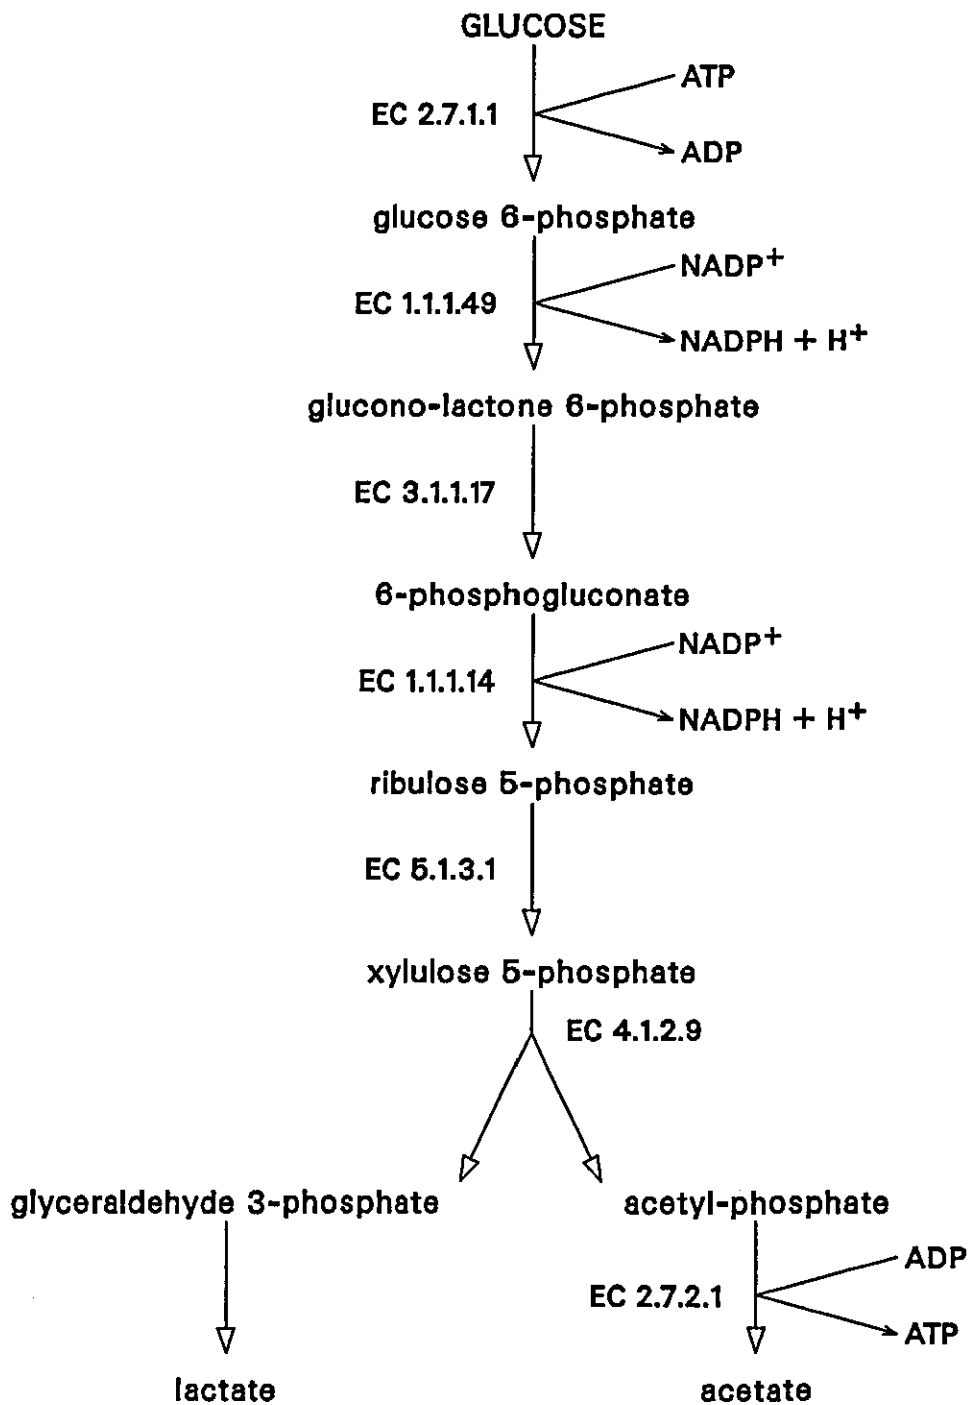 GLUCOSE
ATP
EC 2.7.1.1
ADP
glucose 6-phosphate
NADP+
EC 1.1.1.49
NADPH + H+
glucono-lactone 6-phosphate
EC 3.1.1.17
6-phosphogluconate
NADP+
EC 1.1.1.14
NADPH + H+
ribulose 5-phosphate
EC 5.1.3.1
xylulose 5-phosphate
EC 4.1.2.9
glyceraldehyde 3-phosphate
acetyl-phosphate
ADP
EC 2.7.2.1
ATP
lactate
acetate